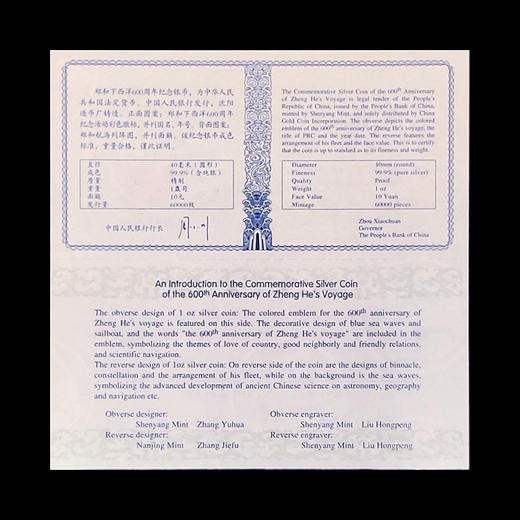 郑和下西洋600周年纪念银币，为中华人民
共和国法定货币。中国人民银行发行，沈阳
造币厂铸造。正面图案：郑和下西洋600周年
纪念活动彩色徽标，并刊国名、年号。背面图案：
郑和航海列阵图，并刊面额。该纪念银币成色
标准，重量合格，谨此证明。
直径 40毫米（圆形）
成色 99.9%（含纯银）
质量 精制
重量 1盎司
面额 10元
发行量 60000枚
中国人民银行行长
The Commemorative Silver Coin of the 600th Anniversary
of Zheng He's Voyage is legal tender of the People's
Republic of China, issued by the People's Bank of China,
minted by Shenyang Mint, and solely distributed by China
Gold Coin Incorporation. The obverse depicts the colored
emblem of the 600th anniversary of Zheng He's voyage, the
title of PRC and the year date. The reverse features the
arrangement of his fleet and the face value. This is to certify
that the coin is up to standard as to its fineness and weight.
Diameter 40mm (round)
Fineness 99.9% (pure silver)
Quality Proof
Weight 1 oz
Face Value 10 Yuan
Mintage 60000 pieces
Zhou Xiaochuan
Governor
The People's Bank of China
An Introduction to the Commemorative Silver Coin
of the 600th Anniversary of Zheng He's Voyage
The obverse design of 1 oz silver coin: The colored emblem for the 600th anniversary of
Zheng He's voyage is featured on this side. The decorative design of blue sea waves and
sailboat, and the words "the 600th anniversary of Zheng He's voyage" are included in the
emblem, symbolizing the themes of love of country, good neighborly and friendly relations,
and scientific navigation.
The reverse design of 1oz silver coin: On reverse side of the coin are the designs of binnacle,
constellation and the arrangement of his fleet, while on the background is the sea waves,
symbolizing the advanced development of ancient Chinese science on astronomy, geography
and navigation etc.
Obverse designer:
Shenyang Mint Zhang Yuhua
Reverse designer:
Nanjing Mint Zhang Jiefu
Obverse engraver:
Shenyang Mint Liu Hongpeng
Reverse engraver:
Shenyang Mint Liu Hongpeng